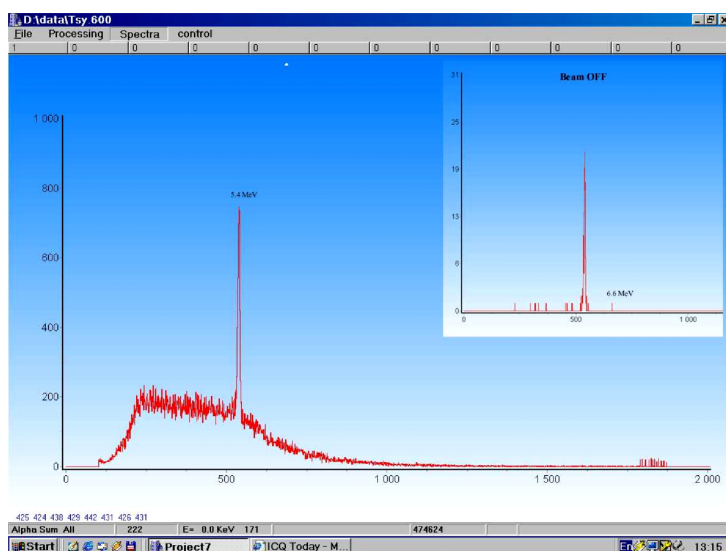 D:\data\Tsy.600
File Processing Spectra control
1 0 0 0 0 0 0 0 0 0 0 0
Beam OFF
31
25
19
13
6
0
0 500 1 000
6.6 MeV
1 000
800
600
400
200
0
5.4 MeV
0 500 1 000 1 500 2 000
425 424 438 429 442 431 426 431
Alpha Sum All 222 E= 0.0 KeV 171 474624
Start Project7 ICQ Today - M... En 13:15